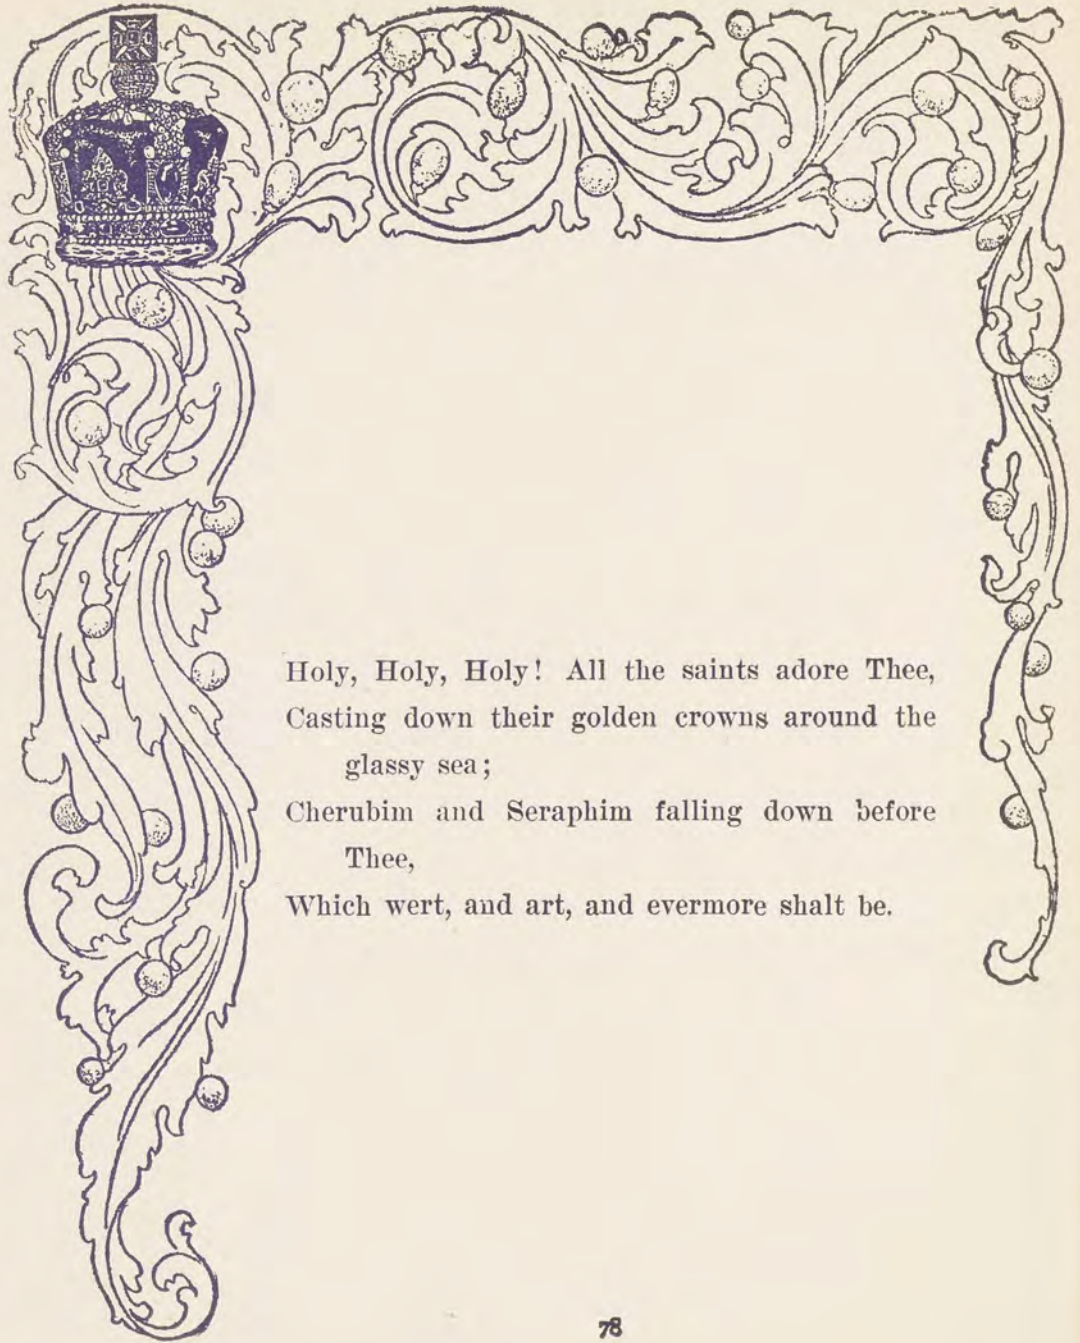 Holy, Holy, Holy! All the saints adore Thee,
Casting down their golden crowns around the
glassy sea;
Cherubim and Seraphim falling down before
Thee,
Which wert, and art, and evermore shalt be.
78